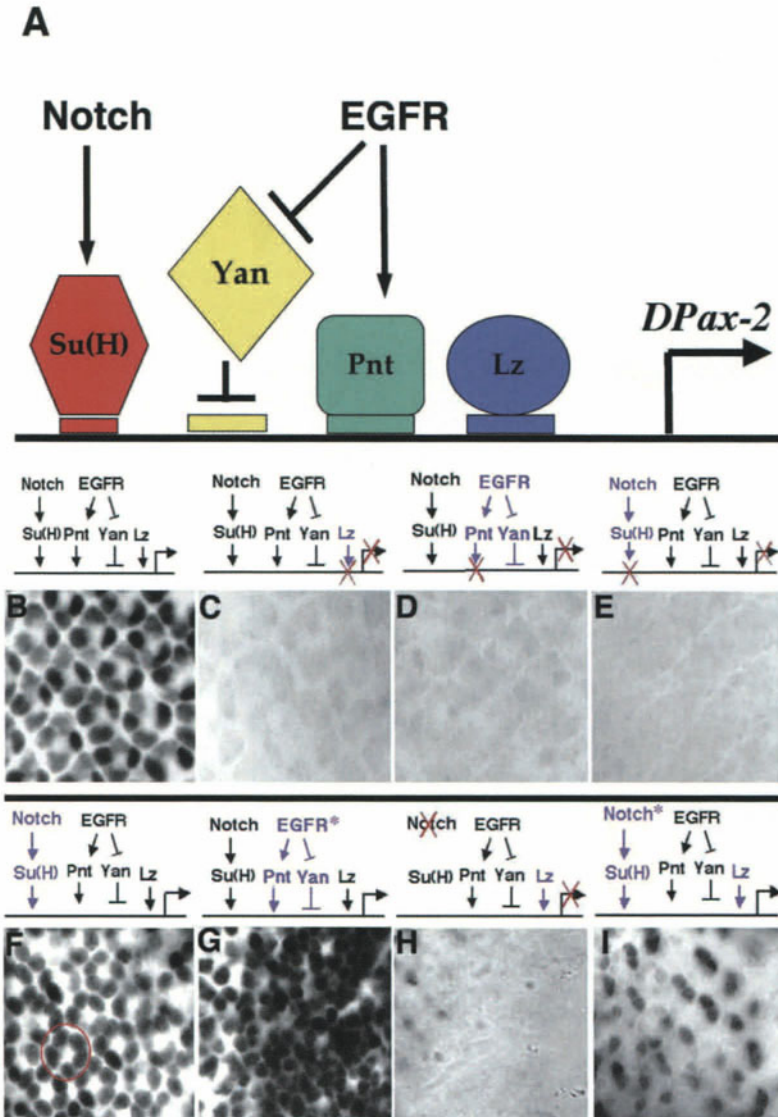 A
Notch EGFR
Yan
Su(H) Pnt Lz DPax-2
Notch EGFR Notch EGFR Notch EGFR Notch EGFR
Su(H) Pnt Yan Lz Su(H) Pnt Yan Lz Su(H) Pnt Yan Lz Su(H) Pnt Yan Lz
B C D E
Notch EGFR Notch EGFR* Notch EGFR Notch* EGFR
Su(H) Pnt Yan Lz Su(H) Pnt Yan Lz Su(H) Pnt Yan Lz Su(H) Pnt Yan Lz
F G H I